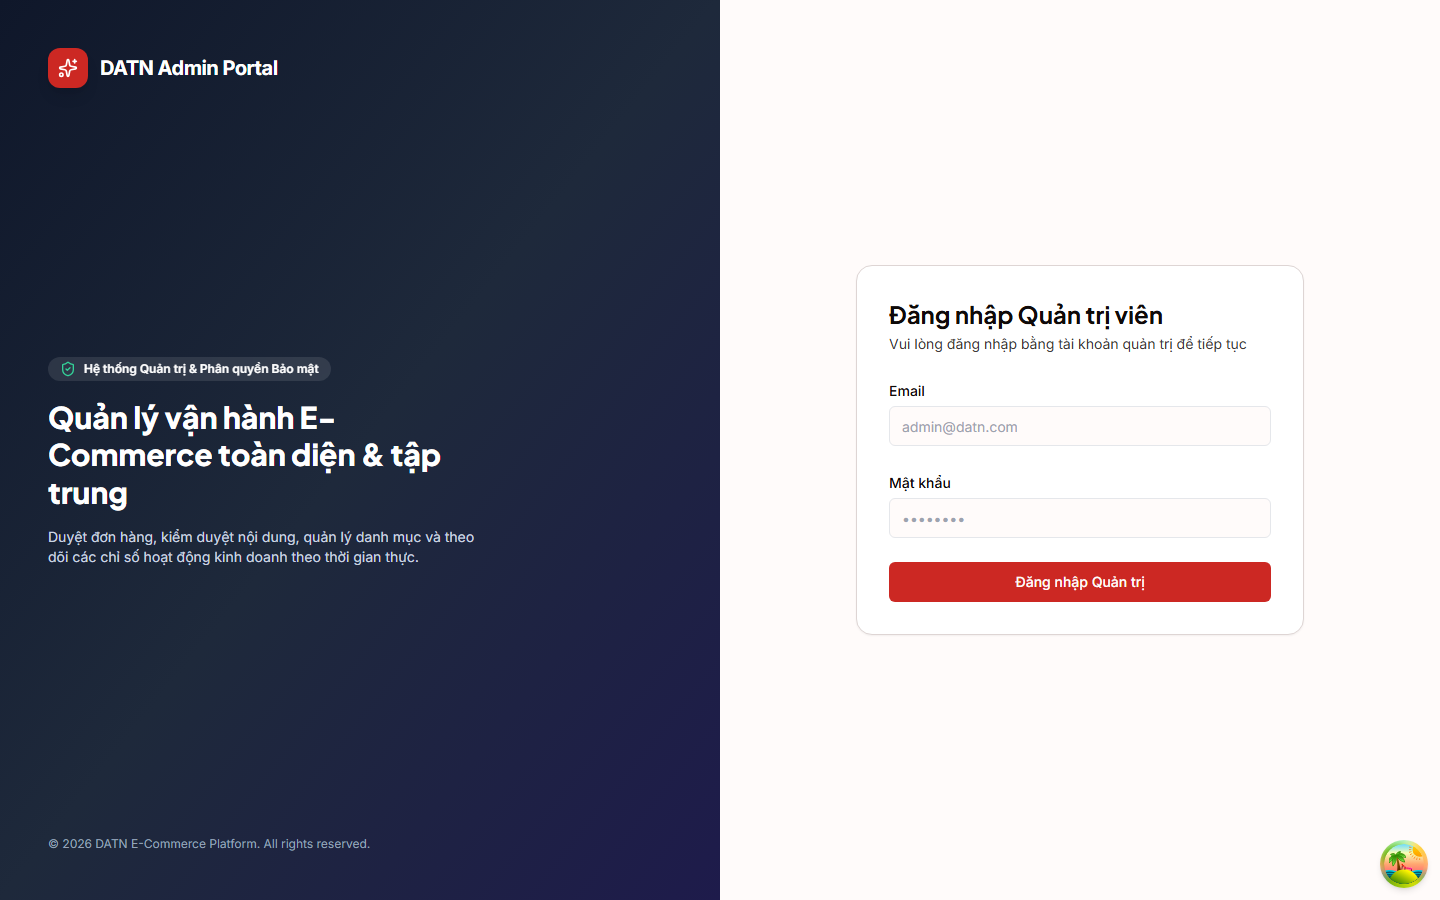 DATN Admin Portal
Hệ thống Quản trị & Phân quyền Bảo mật
Quản lý vận hành E-
Commerce toàn diện & tập
trung
Duyệt đơn hàng, kiểm duyệt nội dung, quản lý danh mục và theo
dõi các chỉ số hoạt động kinh doanh theo thời gian thực.
© 2026 DATN E-Commerce Platform. All rights reserved.
Đăng nhập Quản trị viên
Vui lòng đăng nhập bằng tài khoản quản trị để tiếp tục
Email
admin@datn.com
Mật khẩu
••••••••
Đăng nhập Quản trị